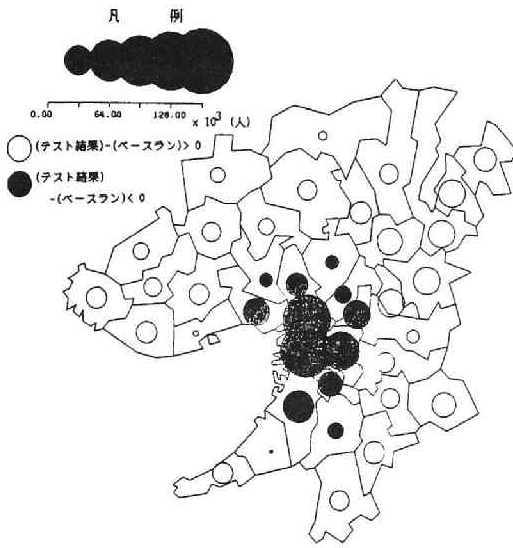 凡 例
0.00 64.00 128.00 × 10³ (人)
(テスト結果)-(ベースラン)> 0
(テスト結果)
-(ベースラン)< 0